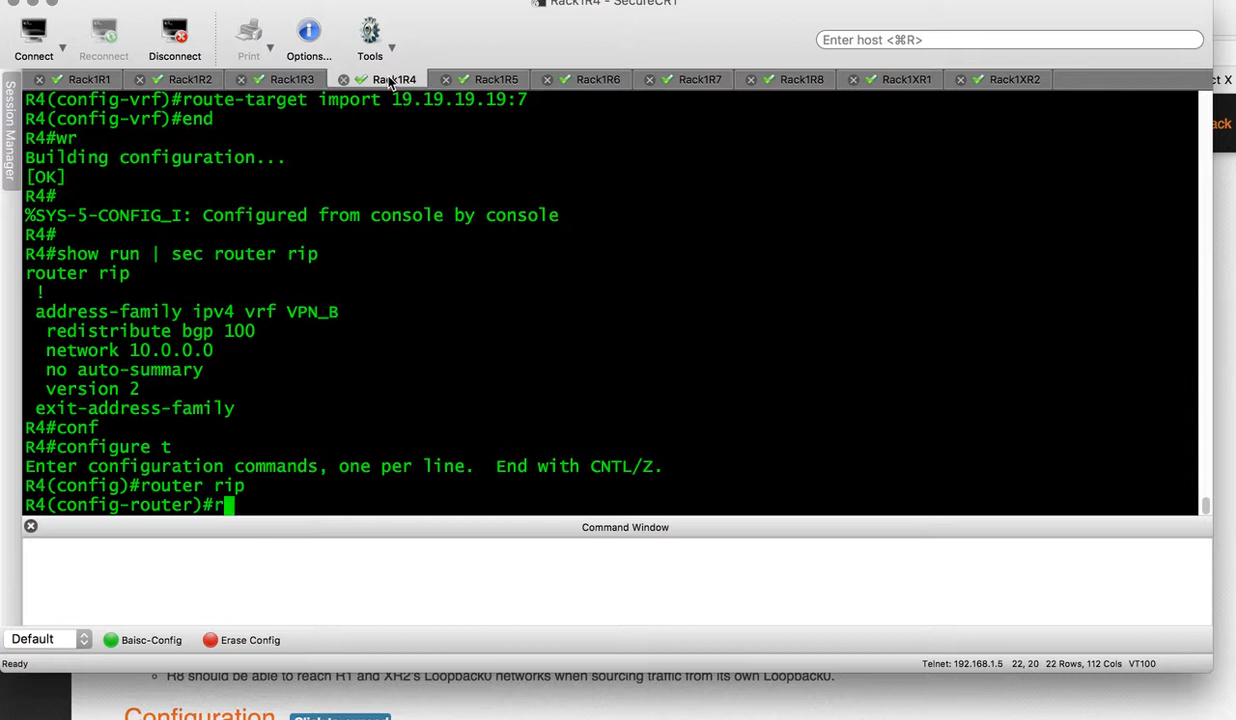 Rack1R4 - SecureCRT
Connect
Reconnect
Disconnect
Print
Options...
Tools
Enter host <⌘R>
Rack1R1
Rack1R2
Rack1R3
Rack1R4
Rack1R5
Rack1R6
Rack1R7
Rack1R8
Rack1XR1
Rack1XR2
ct X
ack
Session Manager
R4(config-vrf)#route-target import 19.19.19.19:7
R4(config-vrf)#end
R4#wr
Building configuration...
[OK]
R4#
%SYS-5-CONFIG_I: Configured from console by console
R4#
R4#show run | sec router rip
router rip
!
address-family ipv4 vrf VPN_B
redistribute bgp 100
network 10.0.0.0
no auto-summary
version 2
exit-address-family
R4#conf
R4#configure t
Enter configuration commands, one per line.  End with CNTL/Z.
R4(config)#router rip
R4(config-router)#r
Command Window
Default
Baisc-Config
Erase Config
Ready
Telnet: 192.168.1.5
22, 20
22 Rows, 112 Cols
VT100
R8 should be able to reach R1 and XR2's Loopback0 networks when sourcing traffic from its own Loopback0.
Configuration